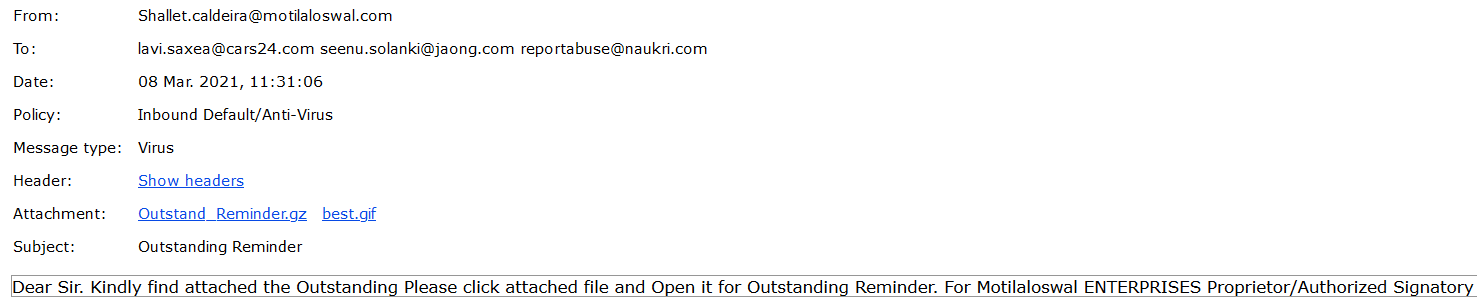 From: Shallet.caldeira@motilaloswal.com
To: lavi.saxea@cars24.com seenu.solanki@jaong.com reportabuse@naukri.com
Date: 08 Mar. 2021, 11:31:06
Policy: Inbound Default/Anti-Virus
Message type: Virus
Header: Show headers
Attachment: Outstand_Reminder.gz best.gif
Subject: Outstanding Reminder
Dear Sir. Kindly find attached the Outstanding Please click attached file and Open it for Outstanding Reminder. For Motilaloswal ENTERPRISES Proprietor/Authorized Signatory